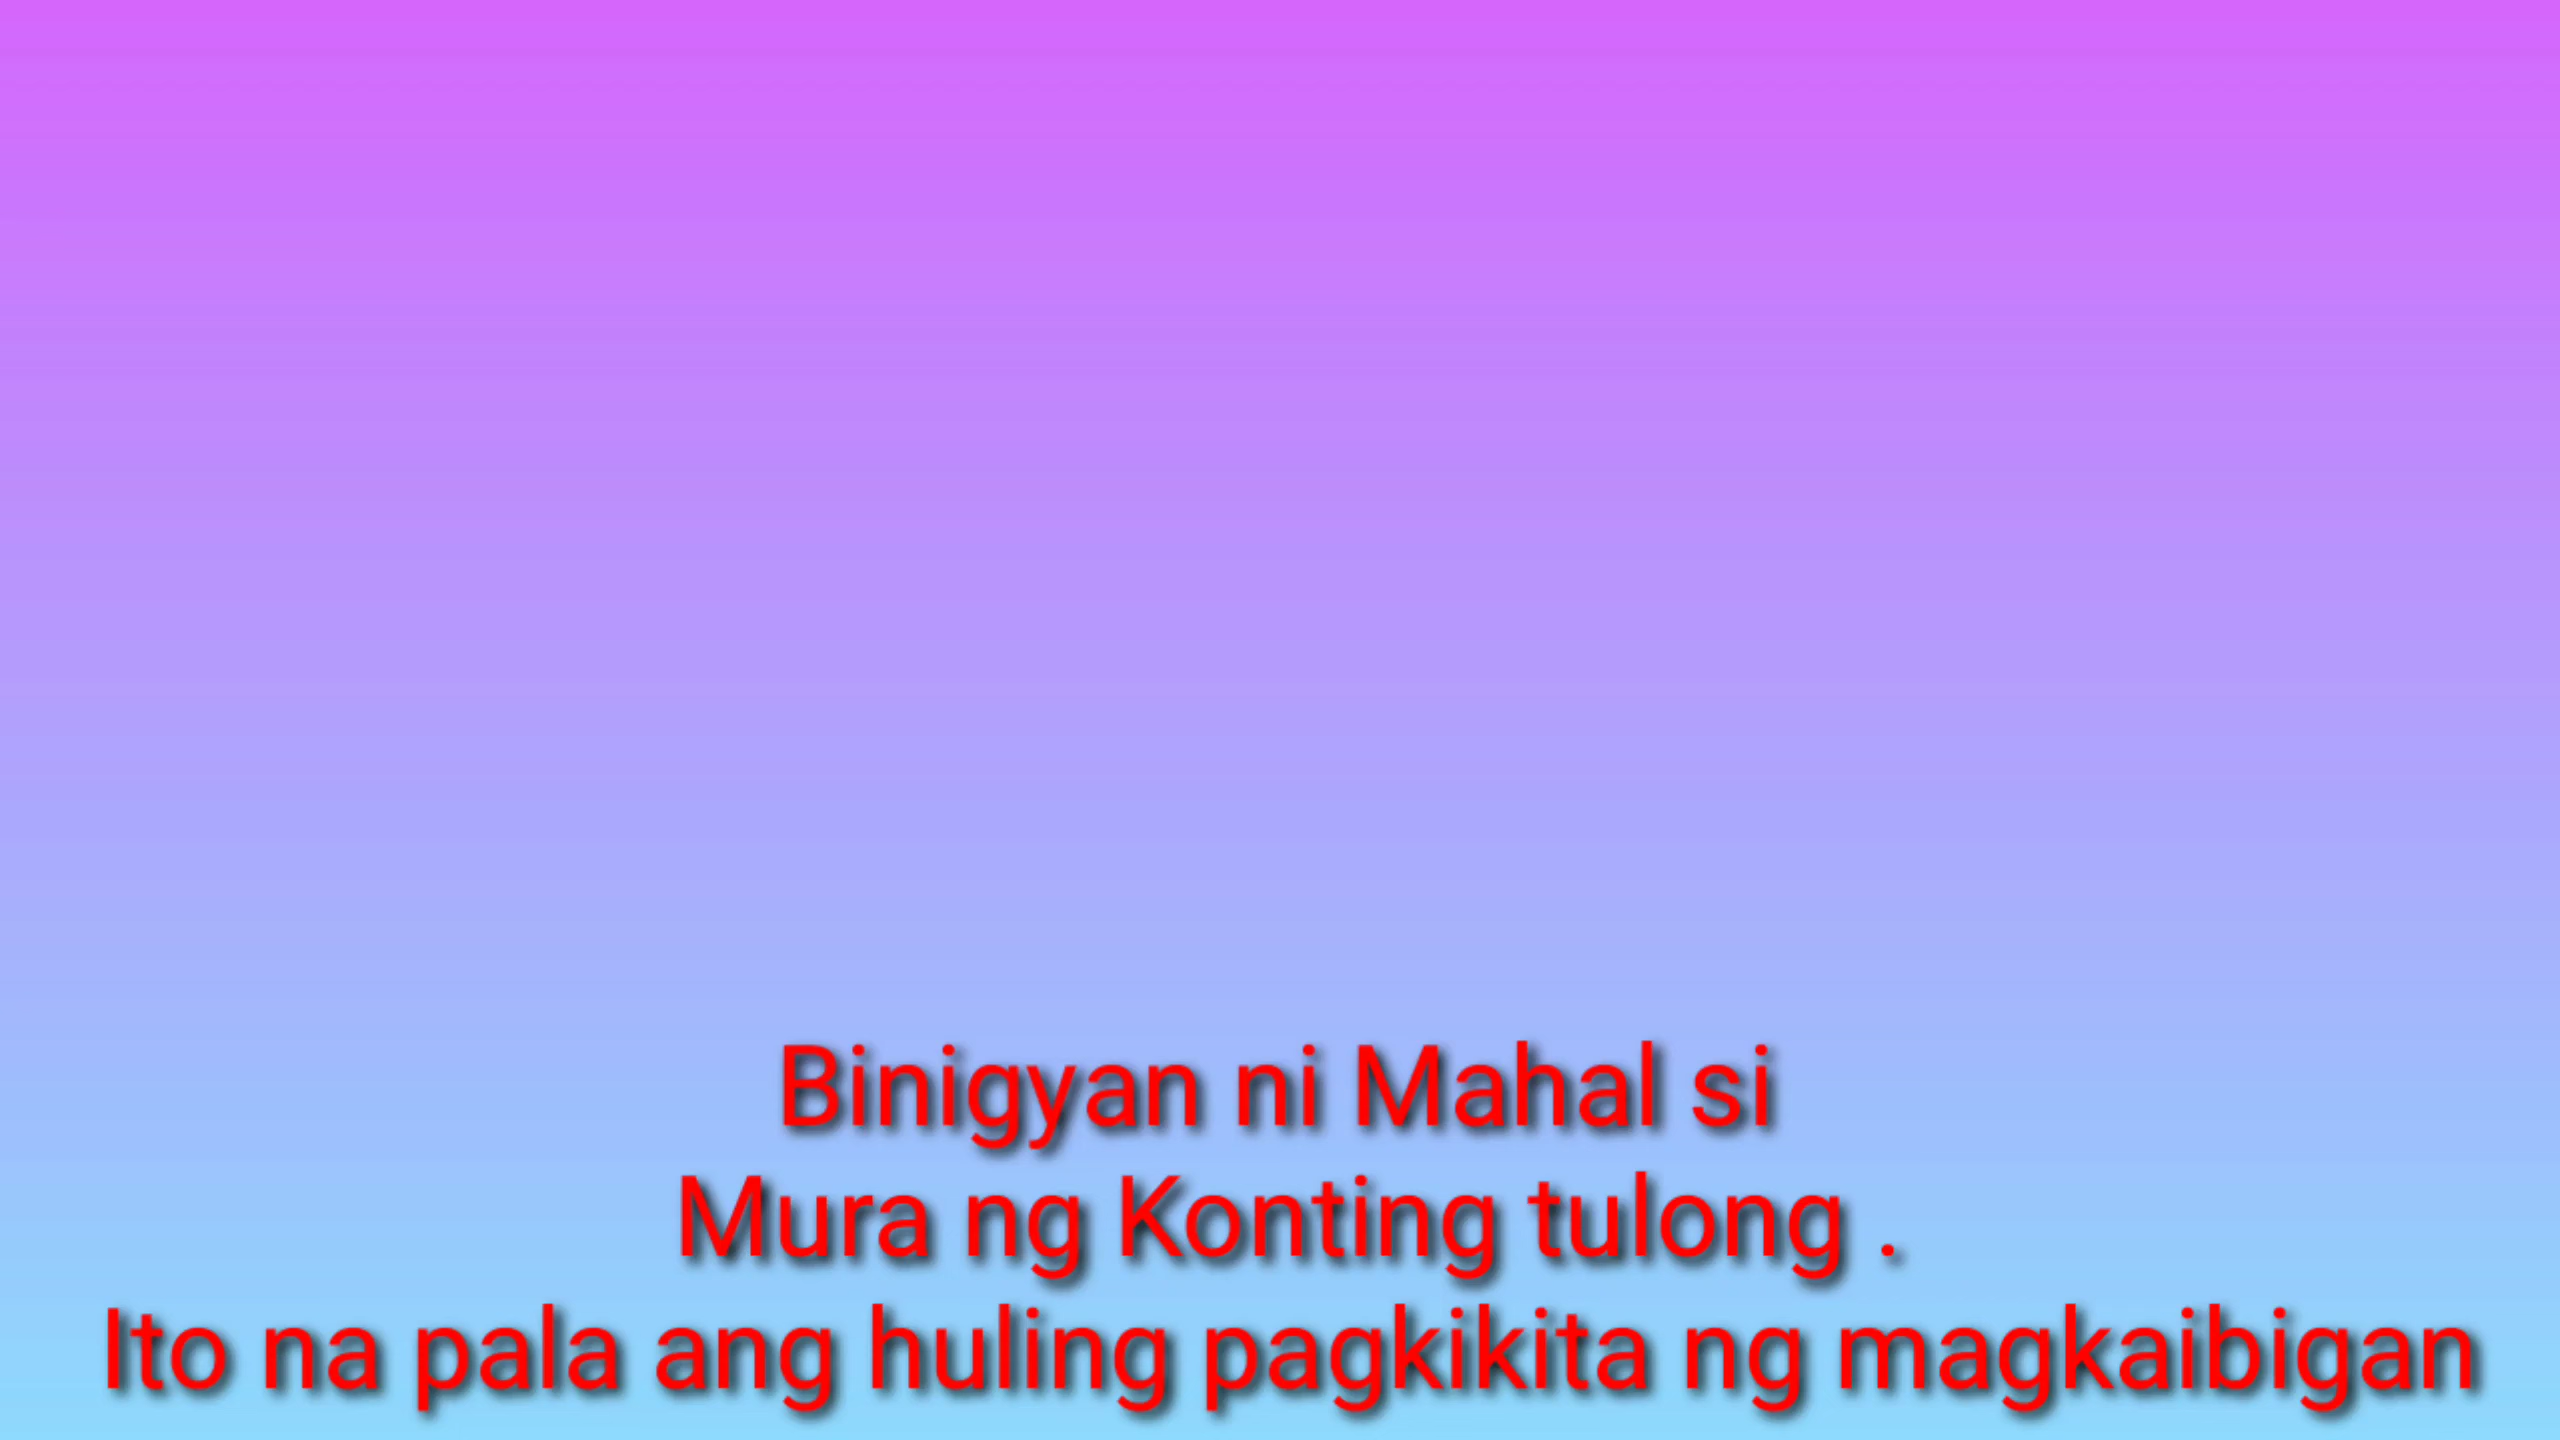 Binigyan ni Mahal si
Mura ng Konting tulong .
Ito na pala ang huling pagkikita ng magkaibigan